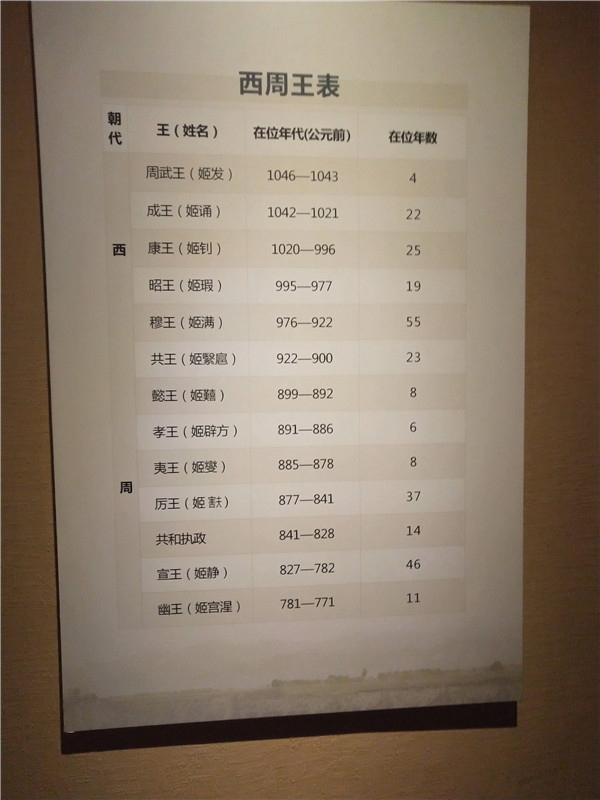 西周王表
朝代 王（姓名） 在位年代(公元前) 在位年数
西周
周武王（姬发） 1046—1043 4
成王（姬诵） 1042—1021 22
康王（姬钊） 1020—996 25
昭王（姬瑕） 995—977 19
穆王（姬满） 976—922 55
共王（姬繄扈） 922—900 23
懿王（姬囏） 899—892 8
孝王（姬辟方） 891—886 6
夷王（姬燮） 885—878 8
厉王（姬㝬） 877—841 37
共和执政 841—828 14
宣王（姬静） 827—782 46
幽王（姬宫湦） 781—771 11